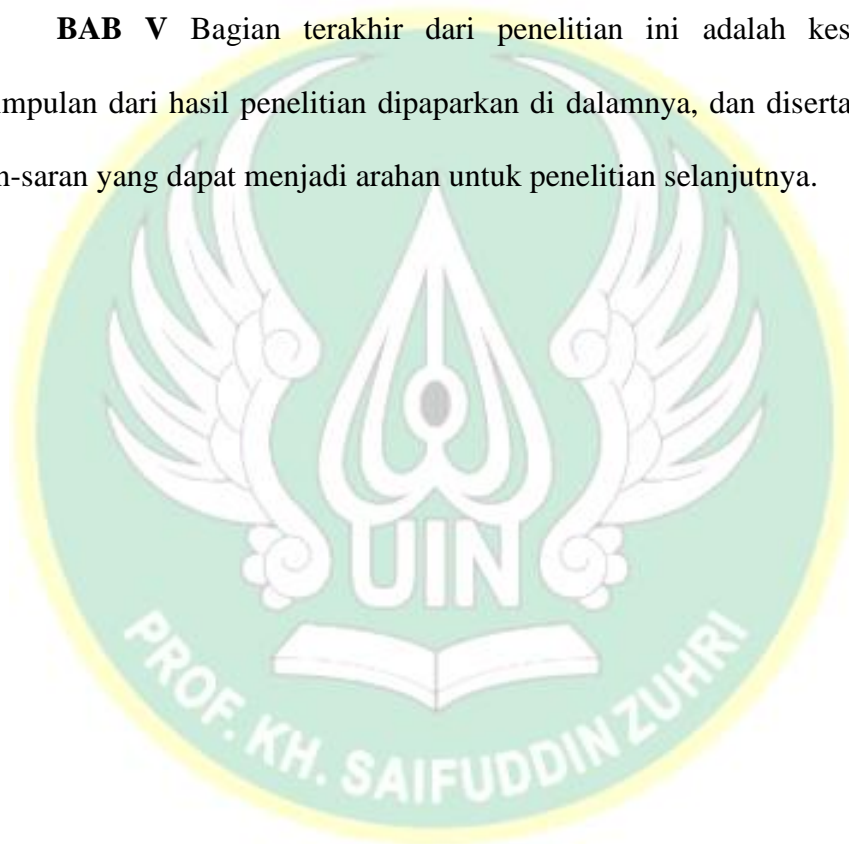 BAB V Bagian terakhir dari penelitian ini adalah kes
impulan dari hasil penelitian dipaparkan di dalamnya, dan diserta
n-saran yang dapat menjadi arahan untuk penelitian selanjutnya.
UIN
PROF. KH. SAIFUDDIN ZUHRI